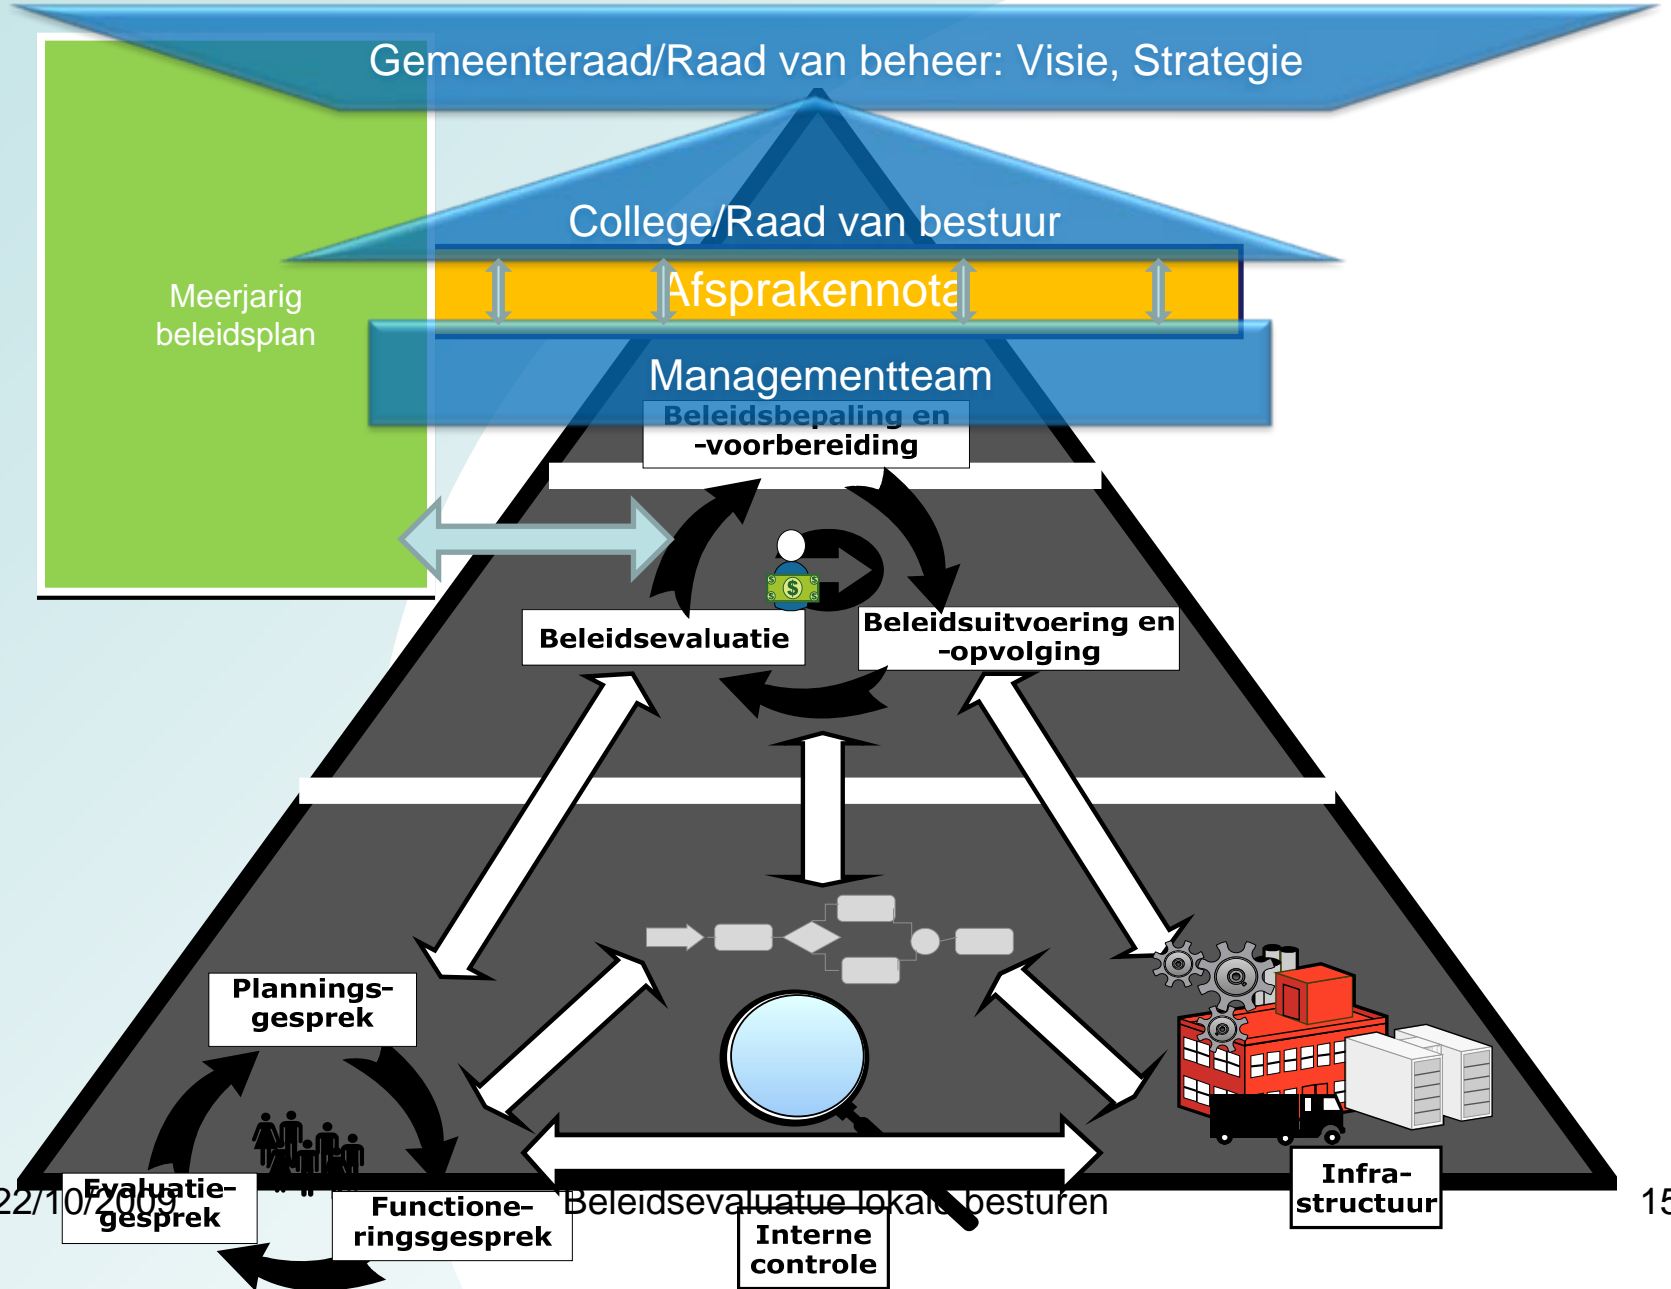 Gemeenteraad/Raad van beheer: Visie, Strategie
College/Raad van bestuur
Afsprakennota
Meerjarig
beleidsplan
Managementteam
Beleidsbepaling en
-voorbereiding
Beleidsevaluatie
Beleidsuitvoering en
-opvolging
Plannings-
gesprek
Evaluatie-
gesprek
Functione-
ringsgesprek
Infra-
structuur
Interne
controle
22/10/2009
Beleidsevaluatue lokale besturen
15